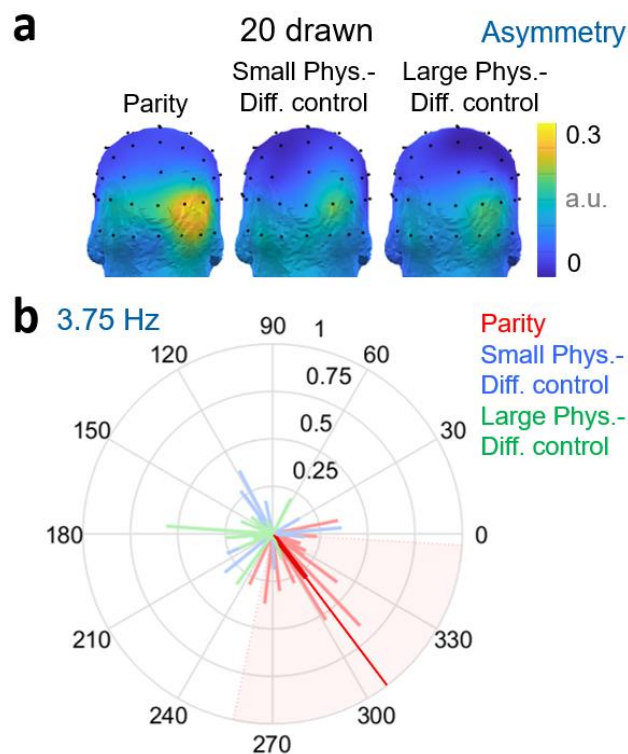 a
20 drawn
Asymmetry
Parity
Small Phys.-
Diff. control
Large Phys.-
Diff. control
0.3
a.u.
0
b
3.75 Hz
90
1
120
60
0.75
150
0.5
30
0.25
180
0
210
330
240
300
270
Parity
Small Phys.-
Diff. control
Large Phys.-
Diff. control